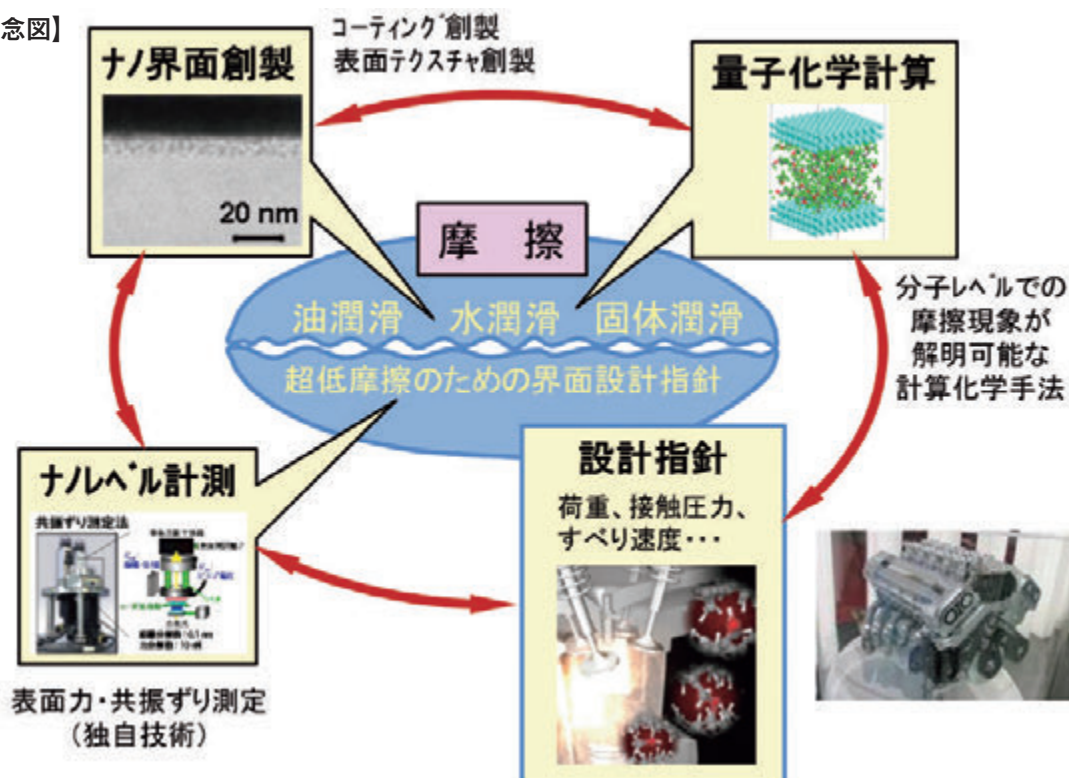 念図】
コーティング創製
表面テクスチャ創製
ナノ界面創製
20 nm
量子化学計算
摩 擦
油潤滑 水潤滑 固体潤滑
超低摩擦のための界面設計指針
分子レベルでの
摩擦現象が
解明可能な
計算化学手法
ナノレベル計測
共振ずり測定法
表面力・共振ずり測定
（独自技術）
設計指針
荷重、接触圧力、
すべり速度･･･